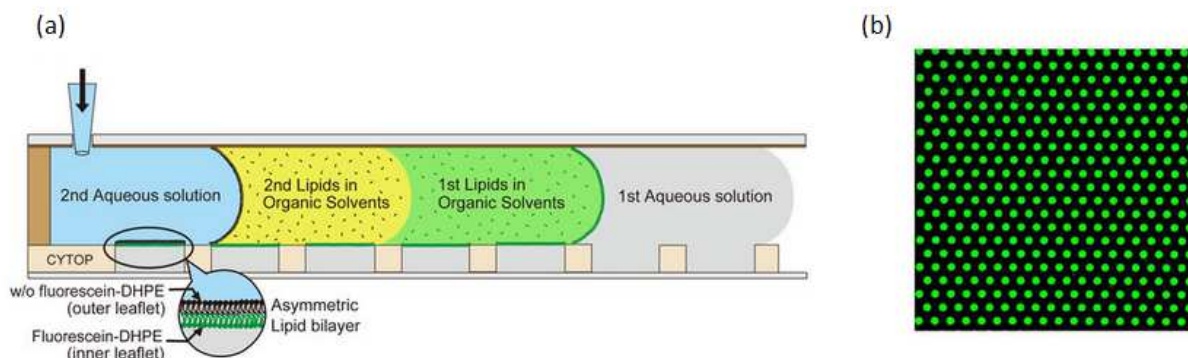 (a)
(b)
2nd Aqueous solution
2nd Lipids in
Organic Solvents
1st Lipids in
Organic Solvents
1st Aqueous solution
CYTOP
w/o fluorescein-DHPE
(outer leaflet)
Fluorescein-DHPE
(inner leaflet)
Asymmetric
Lipid bilayer